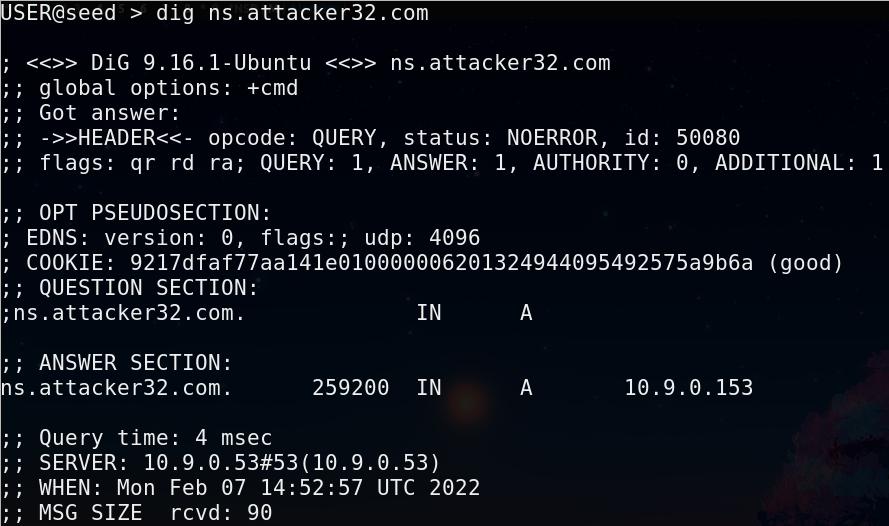 USER@seed > dig ns.attacker32.com
; <<>> DiG 9.16.1-Ubuntu <<>> ns.attacker32.com
;; global options: +cmd
;; Got answer:
;; ->>HEADER<<- opcode: QUERY, status: NOERROR, id: 50080
;; flags: qr rd ra; QUERY: 1, ANSWER: 1, AUTHORITY: 0, ADDITIONAL: 1
;; OPT PSEUDOSECTION:
; EDNS: version: 0, flags:; udp: 4096
; COOKIE: 9217dfaf77aa141e010000006201324944095492575a9b6a (good)
;; QUESTION SECTION:
;ns.attacker32.com. IN A
;; ANSWER SECTION:
ns.attacker32.com. 259200 IN A 10.9.0.153
;; Query time: 4 msec
;; SERVER: 10.9.0.53#53(10.9.0.53)
;; WHEN: Mon Feb 07 14:52:57 UTC 2022
;; MSG SIZE rcvd: 90